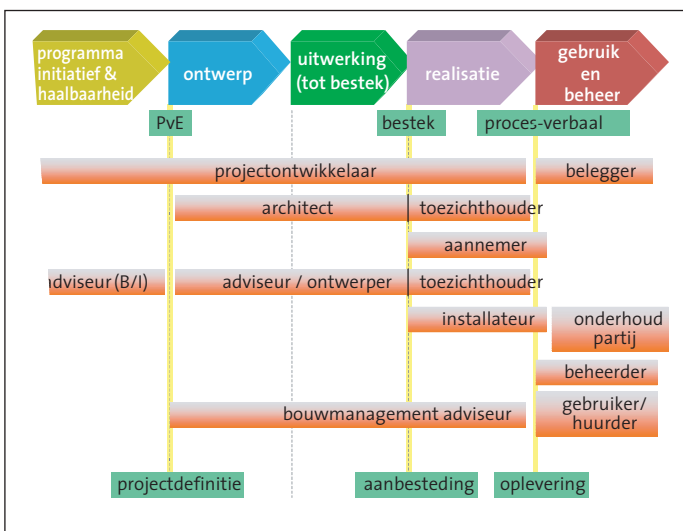 programma
initiatief &
haalbaarheid
ontwerp
uitwerking
(tot bestek)
realisatie
gebruik
en
beheer
PvE
bestek
proces-verbaal
projectontwikkelaar
belegger
architect
toezichthouder
aannemer
adviseur (B/I)
adviseur / ontwerper
toezichthouder
installateur
onderhoud
partij
beheerder
bouwmanagement adviseur
gebruiker/
huurder
projectdefinitie
aanbesteding
oplevering